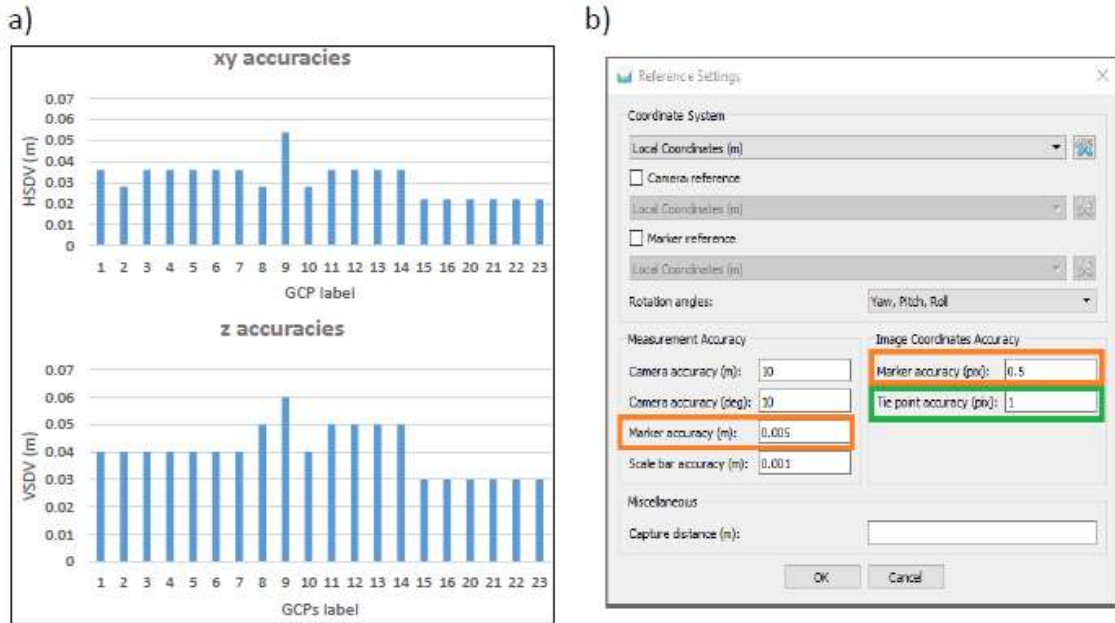 a)
xy accuracies
0.07
0.06
0.05
0.04
0.03
0.02
0.01
0
HSDV (m)
1 2 3 4 5 6 7 8 9 10 11 12 13 14 15 16 20 21 22 23
GCP label
z accuracies
0.07
0.06
0.05
0.04
0.03
0.02
0.01
0
VSDV (m)
1 2 3 4 5 6 7 8 9 10 11 12 13 14 15 16 20 21 22 23
GCPs label
b)
Reference Settings
Coordinate System
Local Coordinates (m)
Camera reference
Local Coordinates (m)
Marker reference
Local Coordinates (m)
Rotation angles: Yaw, Pitch, Roll
Measurement Accuracy
Camera accuracy (m): 10
Camera accuracy (deg): 10
Marker accuracy (m): 0.005
Scale bar accuracy (m): 0.001
Image Coordinates Accuracy
Marker accuracy (pix): 0.5
Tie point accuracy (pix): 1
Miscellaneous
Capture distance (m):
OK Cancel